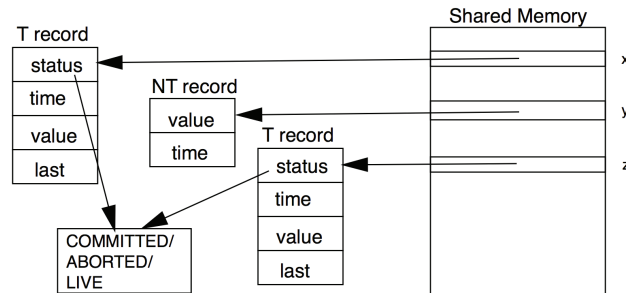 Shared Memory
T record
status
time
value
last
NT record
value
time
T record
status
time
value
last
x
y
z
COMMITTED/
ABORTED/
LIVE